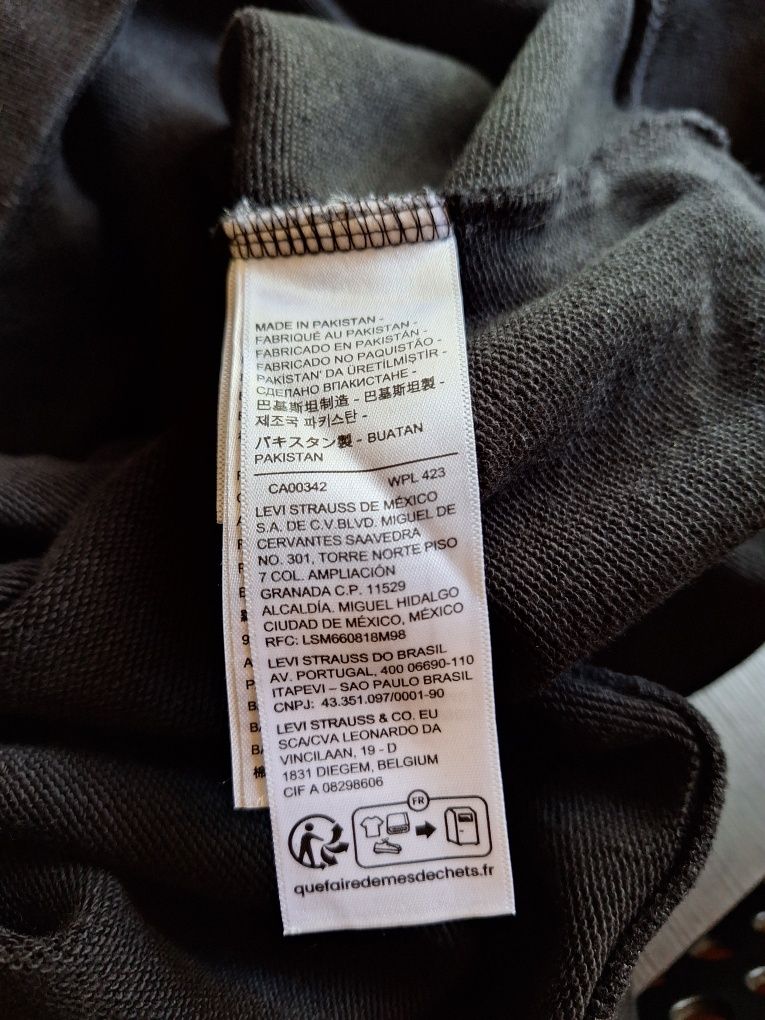 MADE IN PAKISTAN -
FABRIQUÉ AU PAKISTAN -
FABRICADO EN PAKISTÁN -
FABRICADO NO PAQUISTÃO -
PAKİSTAN' DA ÜRETİLMİŞTİR -
СДЕЛАНО ВПАКИСТАНЕ -
巴基斯坦制造 - 巴基斯坦製 -
제조국 파키스탄 -
パキスタン製 - BUATAN
PAKISTAN
CA00342 WPL 423
LEVI STRAUSS DE MÉXICO
S.A. DE C.V.BLVD. MIGUEL DE
CERVANTES SAAVEDRA
NO. 301, TORRE NORTE PISO
7 COL. AMPLIACIÓN
GRANADA C.P. 11529
ALCALDÍA. MIGUEL HIDALGO
CIUDAD DE MÉXICO, MÉXICO
RFC: LSM660818M98
LEVI STRAUSS DO BRASIL
AV. PORTUGAL, 400 06690-110
ITAPEVI – SAO PAULO BRASIL
CNPJ: 43.351.097/0001-90
LEVI STRAUSS & CO. EU
SCA/CVA LEONARDO DA
VINCILAAN, 19 - D
1831 DIEGEM, BELGIUM
CIF A 08298606
FR
quefairedemesdechets.fr